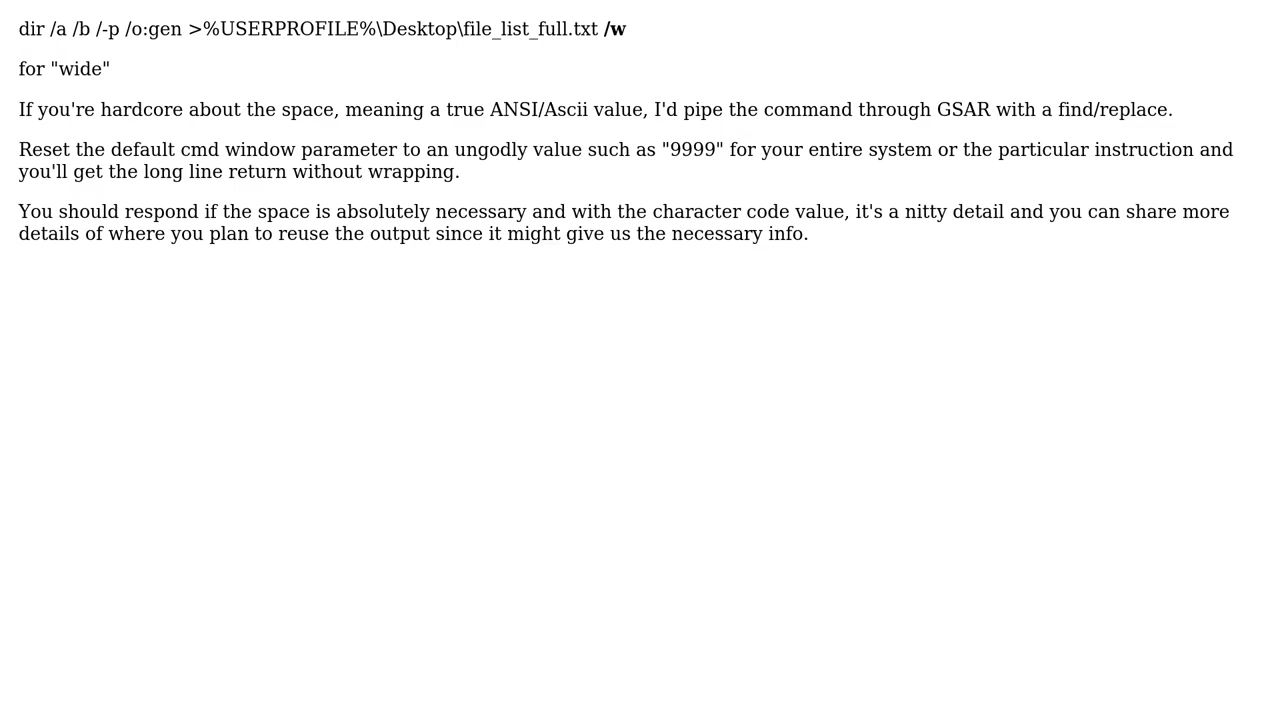 dir /a /b /-p /o:gen >%USERPROFILE%\Desktop\file_list_full.txt /w
for "wide"
If you're hardcore about the space, meaning a true ANSI/Ascii value, I'd pipe the command through GSAR with a find/replace.
Reset the default cmd window parameter to an ungodly value such as "9999" for your entire system or the particular instruction and
you'll get the long line return without wrapping.
You should respond if the space is absolutely necessary and with the character code value, it's a nitty detail and you can share more
details of where you plan to reuse the output since it might give us the necessary info.